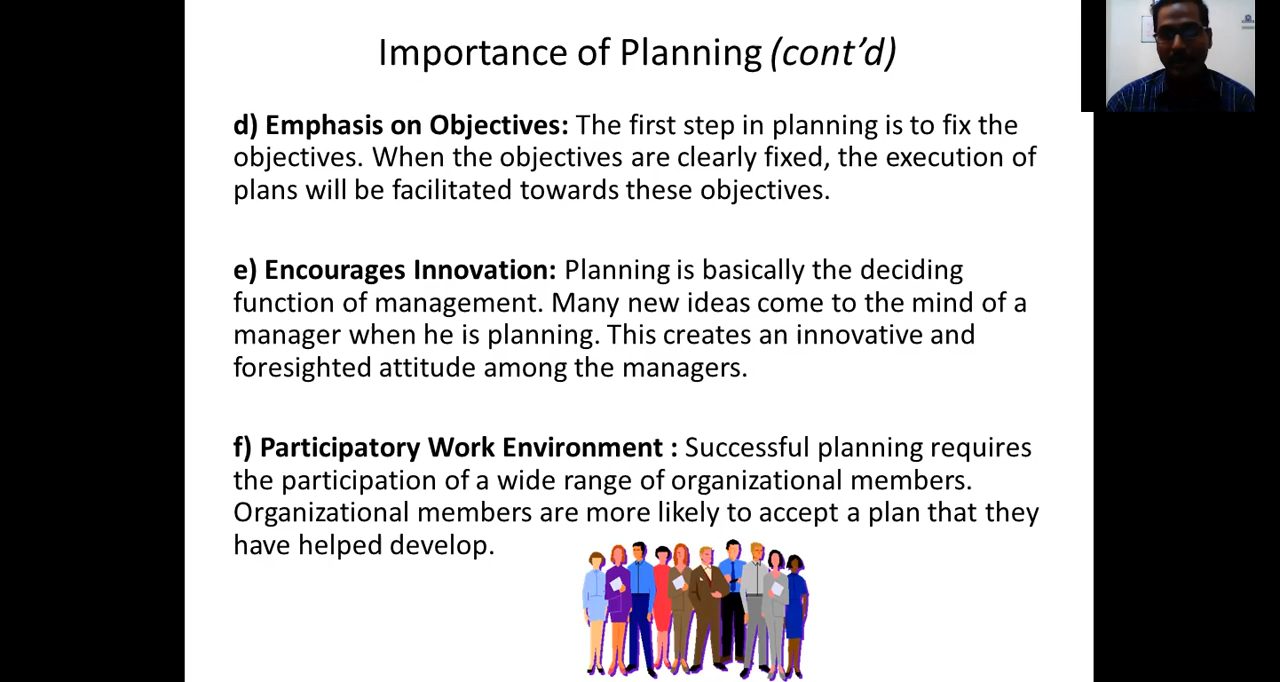 Importance of Planning (cont’d)
d) Emphasis on Objectives: The first step in planning is to fix the
objectives. When the objectives are clearly fixed, the execution of
plans will be facilitated towards these objectives.
e) Encourages Innovation: Planning is basically the deciding
function of management. Many new ideas come to the mind of a
manager when he is planning. This creates an innovative and
foresighted attitude among the managers.
f) Participatory Work Environment : Successful planning requires
the participation of a wide range of organizational members.
Organizational members are more likely to accept a plan that they
have helped develop.